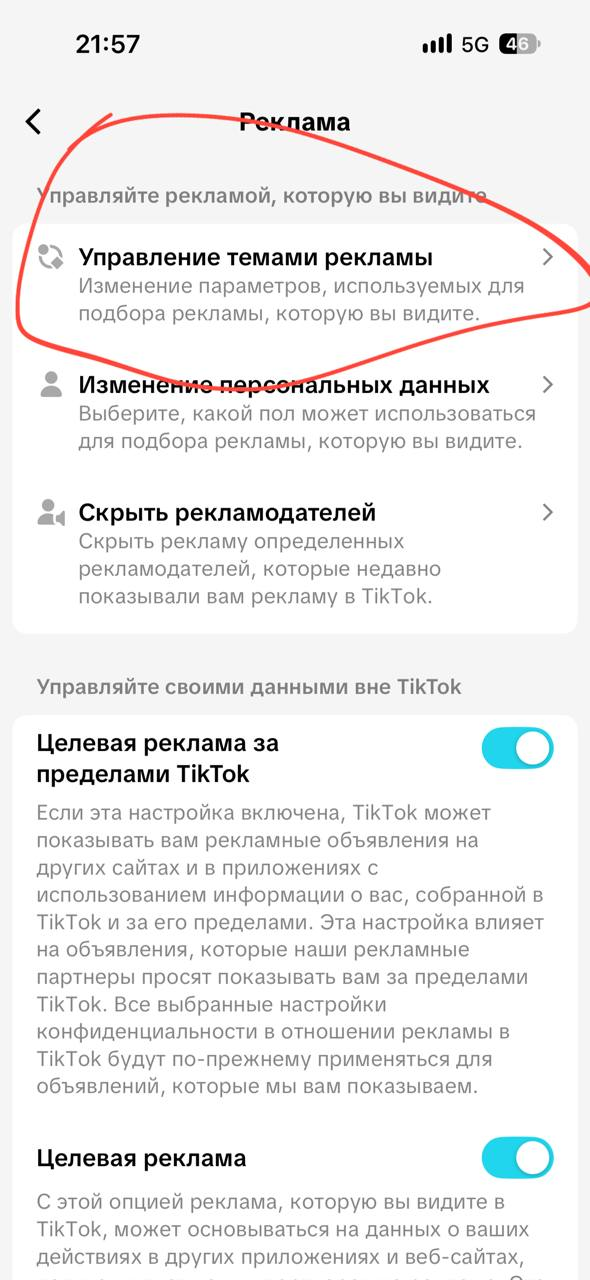 21:57
5G 46
Реклама
Управляйте рекламой, которую вы видите
Управление темами рекламы
Изменение параметров, используемых для
подбора рекламы, которую вы видите.
Изменение персональных данных
Выберите, какой пол может использоваться
для подбора рекламы, которую вы видите.
Скрыть рекламодателей
Скрыть рекламу определенных
рекламодателей, которые недавно
показывали вам рекламу в TikTok.
Управляйте своими данными вне TikTok
Целевая реклама за
пределами TikTok
Если эта настройка включена, TikTok может
показывать вам рекламные объявления на
других сайтах и в приложениях с
использованием информации о вас, собранной в
TikTok и за его пределами. Эта настройка влияет
на объявления, которые наши рекламные
партнеры просят показывать вам за пределами
TikTok. Все выбранные настройки
конфиденциальности в отношении рекламы в
TikTok будут по-прежнему применяться для
объявлений, которые мы вам показываем.
Целевая реклама
С этой опцией реклама, которую вы видите в
TikTok, может основываться на данных о ваших
действиях в других приложениях и веб-сайтах,